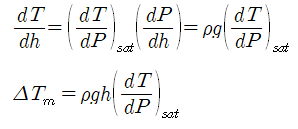 dT/dh = (dT/dP)_sat (dP/dh) = ρg(dT/dP)_sat
ΔT_m = ρgh(dT/dP)_sat